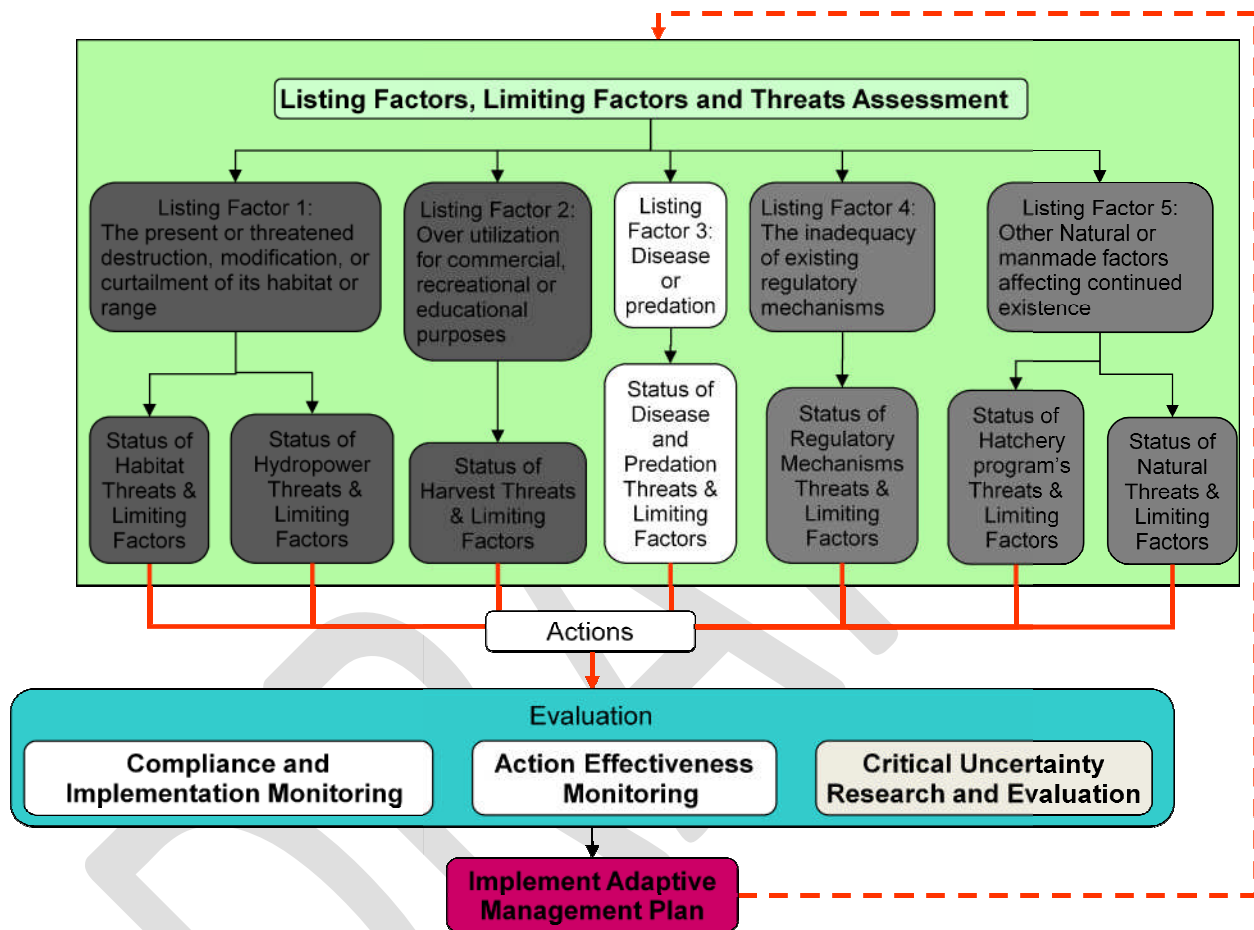 Listing Factors, Limiting Factors and Threats Assessment
Listing Factor 1:
The present or threatened
destruction, modification, or
curtailment of its habitat or
range
Listing Factor 2:
Over utilization
for commercial,
recreational or
educational
purposes
Listing
Factor 3:
Disease
or
predation
Listing Factor 4:
The inadequacy
of existing
regulatory
mechanisms
Listing Factor 5:
Other Natural or
manmade factors
affecting continued
existence
Status of
Habitat
Threats &
Limiting
Factors
Status of
Hydropower
Threats &
Limiting
Factors
Status of
Harvest Threats
& Limiting
Factors
Status of
Disease
and
Predation
Threats &
Limiting
Factors
Status of
Regulatory
Mechanisms
Threats &
Limiting
Factors
Status of
Hatchery
program's
Threats &
Limiting
Factors
Status of
Natural
Threats &
Limiting
Factors
Actions
Evaluation
Compliance and
Implementation Monitoring
Action Effectiveness
Monitoring
Critical Uncertainty
Research and Evaluation
Implement Adaptive
Management Plan